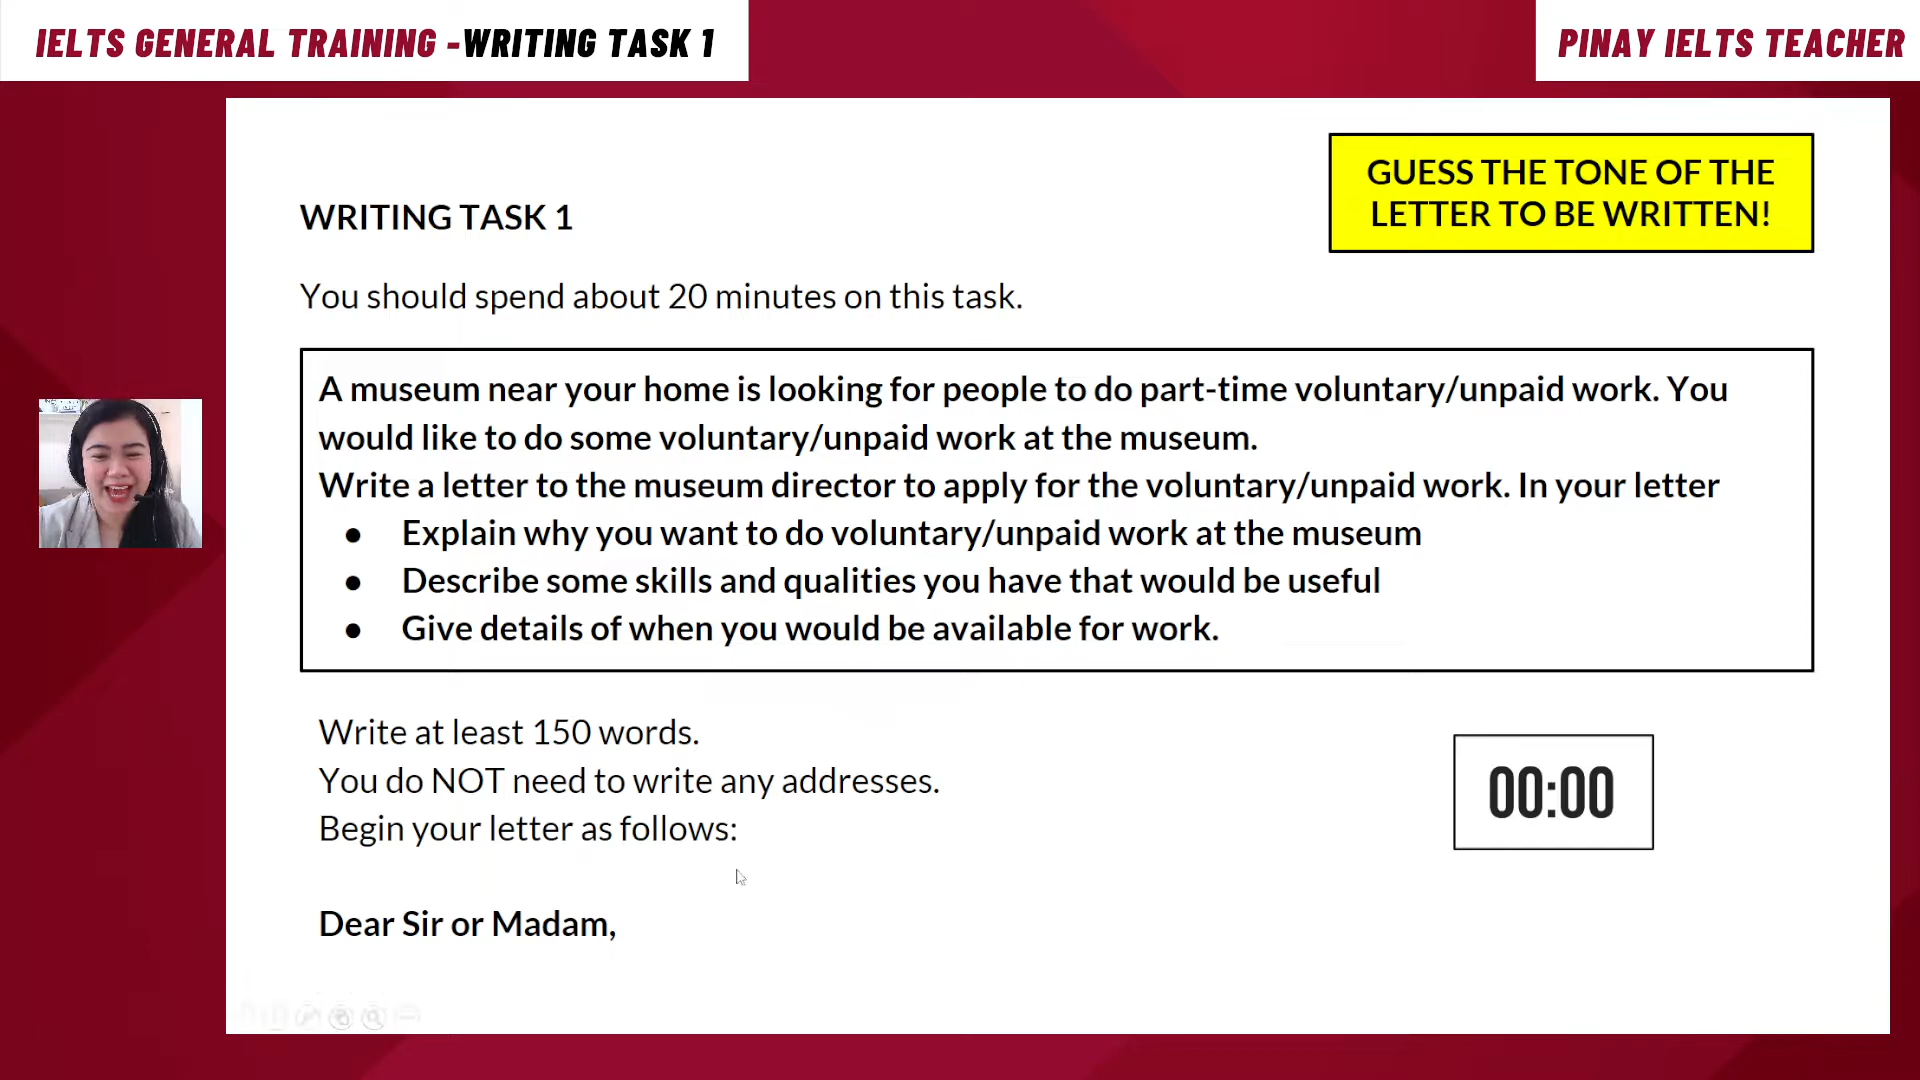 IELTS GENERAL TRAINING -WRITING TASK 1
PINAY IELTS TEACHER
GUESS THE TONE OF THE
LETTER TO BE WRITTEN!
WRITING TASK 1
You should spend about 20 minutes on this task.
A museum near your home is looking for people to do part-time voluntary/unpaid work. You
would like to do some voluntary/unpaid work at the museum.
Write a letter to the museum director to apply for the voluntary/unpaid work. In your letter
● Explain why you want to do voluntary/unpaid work at the museum
● Describe some skills and qualities you have that would be useful
● Give details of when you would be available for work.
Write at least 150 words.
You do NOT need to write any addresses.
Begin your letter as follows:
00:00
Dear Sir or Madam,